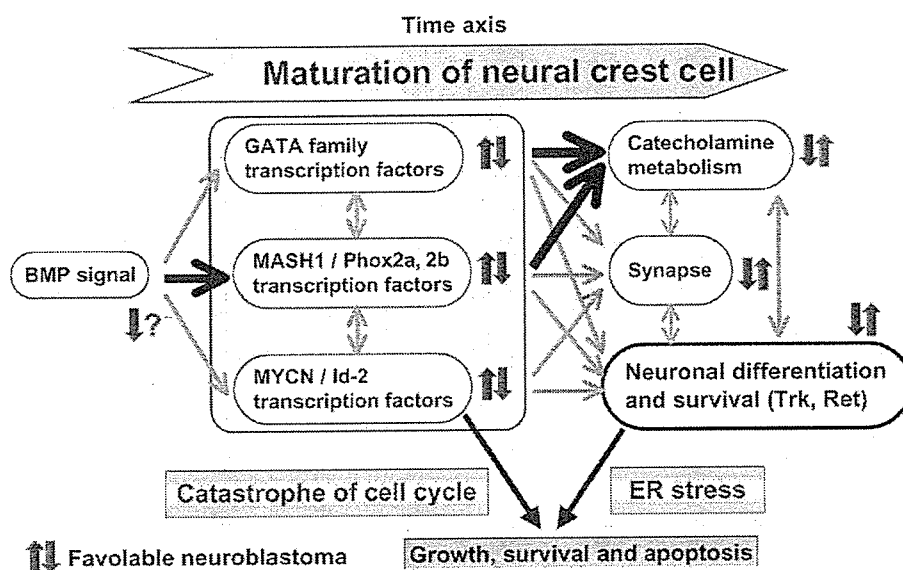 Time axis
Maturation of neural crest cell
GATA family
transcription factors
Catecholamine
metabolism
BMP signal
?
MASH1 / Phox2a, 2b
transcription factors
Synapse
MYCN / Id-2
transcription factors
Neuronal differentiation
and survival (Trk, Ret)
Catastrophe of cell cycle
ER stress
Favolable neuroblastoma
Growth, survival and apoptosis